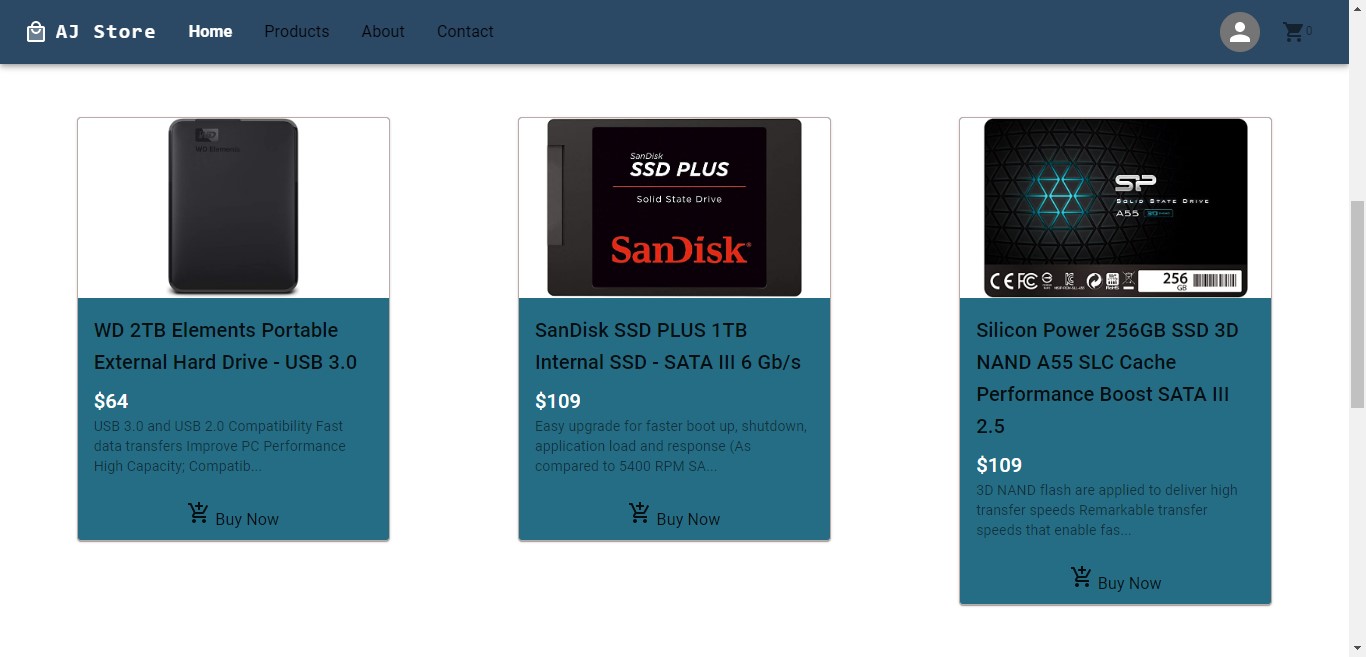 AJ Store Home Products About Contact 0
WD
WD Elements
SanDisk
SSD PLUS
Solid State Drive
SanDisk
SP
SOLID STATE DRIVE
A55
256
GB
WD 2TB Elements Portable
External Hard Drive - USB 3.0
$64
USB 3.0 and USB 2.0 Compatibility Fast
data transfers Improve PC Performance
High Capacity; Compatib...
Buy Now
SanDisk SSD PLUS 1TB
Internal SSD - SATA III 6 Gb/s
$109
Easy upgrade for faster boot up, shutdown,
application load and response (As
compared to 5400 RPM SA...
Buy Now
Silicon Power 256GB SSD 3D
NAND A55 SLC Cache
Performance Boost SATA III
2.5
$109
3D NAND flash are applied to deliver high
transfer speeds Remarkable transfer
speeds that enable fas...
Buy Now